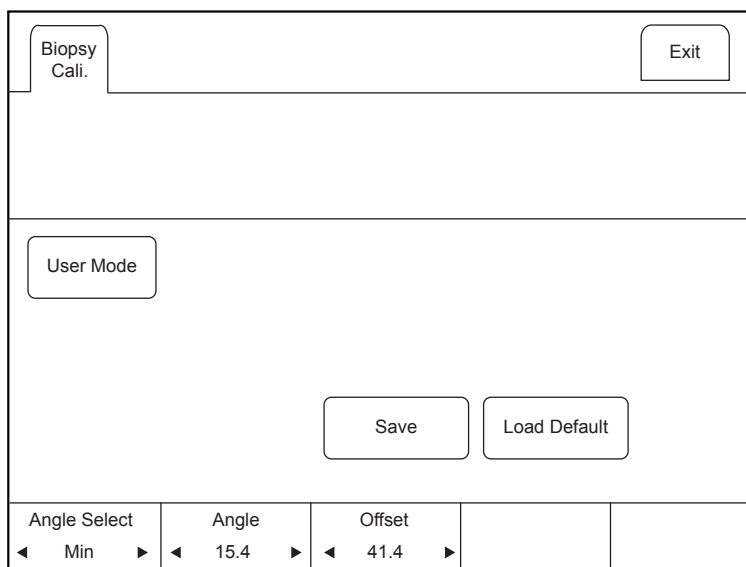 Biopsy
Cali.
Exit
User Mode
Save
Load Default
Angle Select
Angle
Offset
Min
15.4
41.4